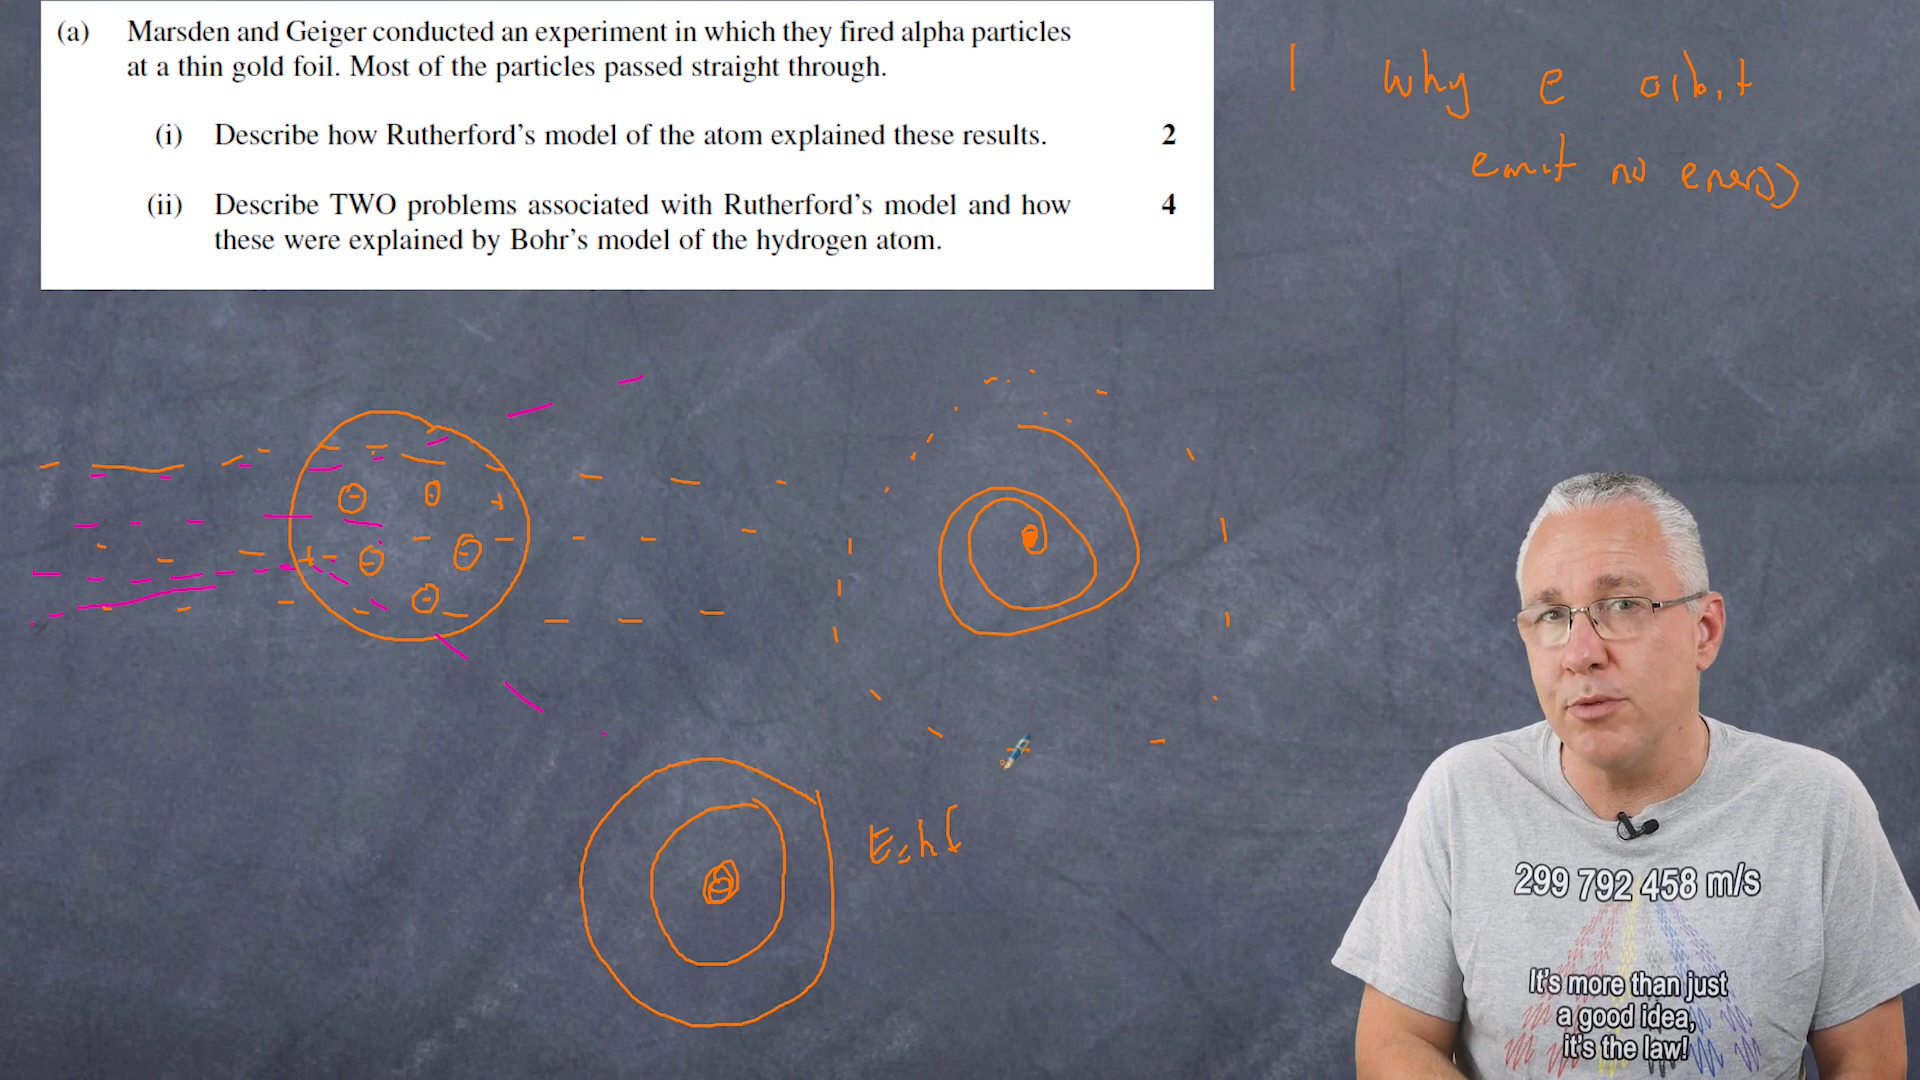 (a) Marsden and Geiger conducted an experiment in which they fired alpha particles
at a thin gold foil. Most of the particles passed straight through.
(i) Describe how Rutherford's model of the atom explained these results. 2
(ii) Describe TWO problems associated with Rutherford's model and how 4
these were explained by Bohr's model of the hydrogen atom.
1 why e orbit
emit no energy
E=hf
299 792 458 m/s
It's more than just
a good idea,
it's the law!